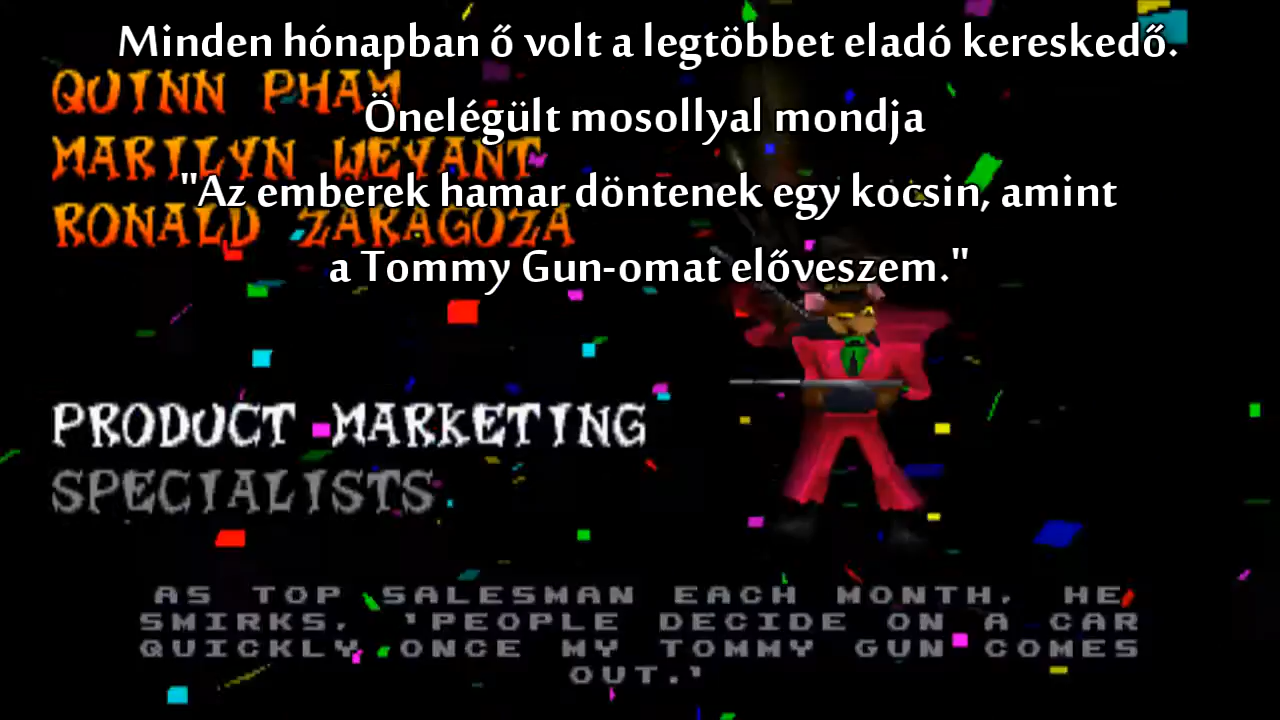 Minden hónapban ő volt a legtöbbet eladó kereskedő.
QUINN PHAM
Önelégült mosollyal mondja
MARILYN WEYANT
"Az emberek hamar döntenek egy kocsin, amint
RONALD ZARAGOZA
a Tommy Gun-omat előveszem."
PRODUCT MARKETING
SPECIALISTS
AS TOP SALESMAN EACH MONTH, HE
SMIRKS, 'PEOPLE DECIDE ON A CAR
QUICKLY ONCE MY TOMMY GUN COMES
OUT.'